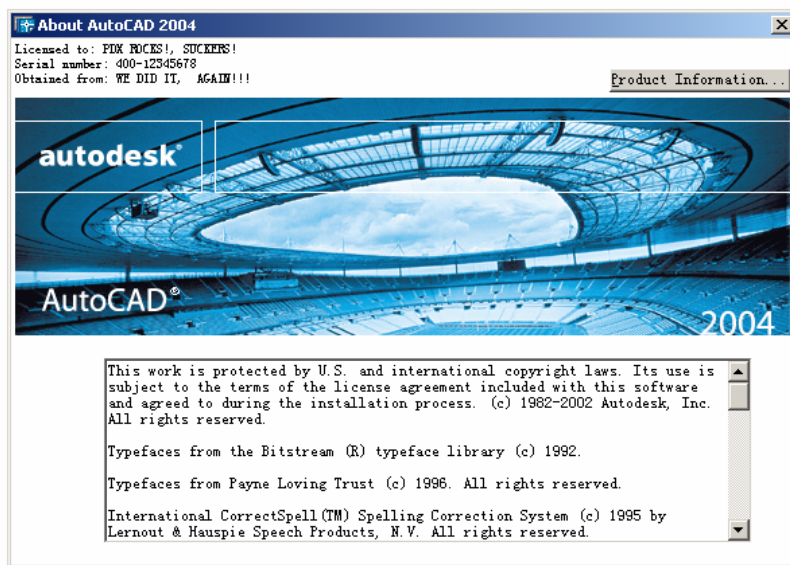 About AutoCAD 2004
Licensed to: PDX ROCKS!, SUCKERS!
Serial number: 400-12345678
Obtained from: WE DID IT, AGAIN!!!
Product Information...
autodesk®
AutoCAD®
2004
This work is protected by U.S. and international copyright laws. Its use is
subject to the terms of the license agreement included with this software
and agreed to during the installation process. (c) 1982-2002 Autodesk, Inc.
All rights reserved.
Typefaces from the Bitstream (R) typeface library (c) 1992.
Typefaces from Payne Loving Trust (c) 1996. All rights reserved.
International CorrectSpell(TM) Spelling Correction System (c) 1995 by
Lernout & Hauspie Speech Products, N.V. All rights reserved.